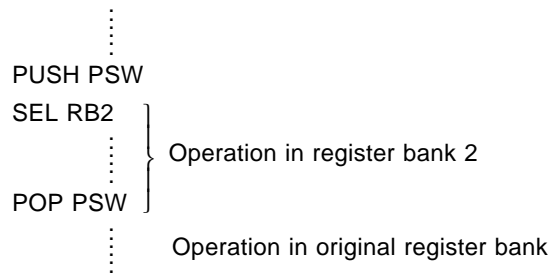 PUSH PSW
SEL RB2
Operation in register bank 2
POP PSW
Operation in original register bank